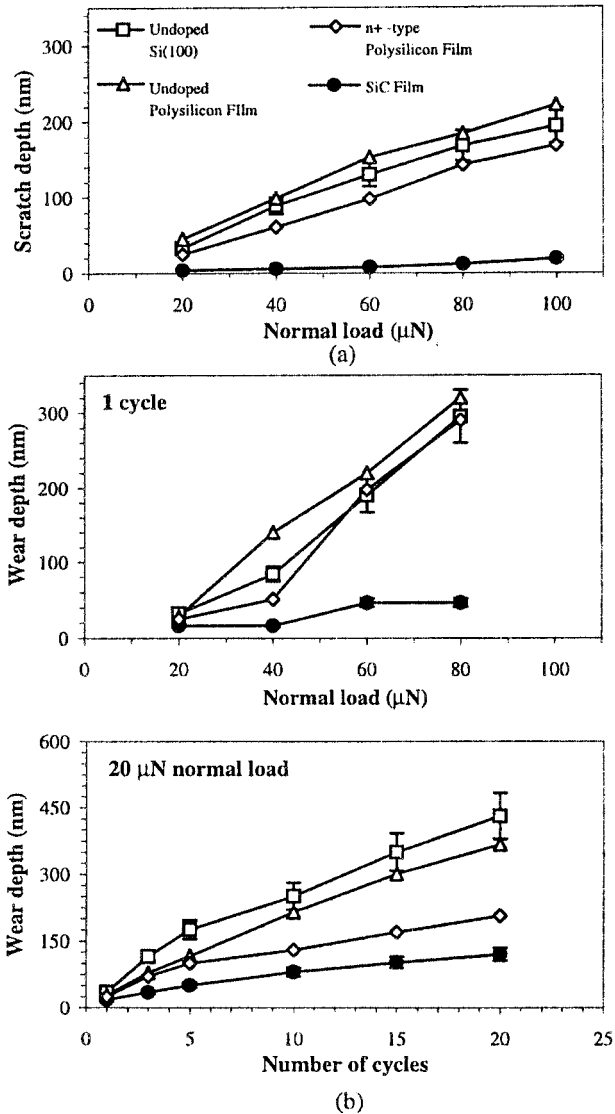 Undoped
Si(100)
n+ -type
Polysilicon Film
Undoped
Polysilicon FIlm
SiC Film
Scratch depth (nm)
300
200
100
0
0 20 40 60 80 100
Normal load (μN)
(a)
1 cycle
Wear depth (nm)
300
200
100
0
0 20 40 60 80 100
Normal load (μN)
20 μN normal load
Wear depth (nm)
600
450
300
150
0
0 5 10 15 20 25
Number of cycles
(b)